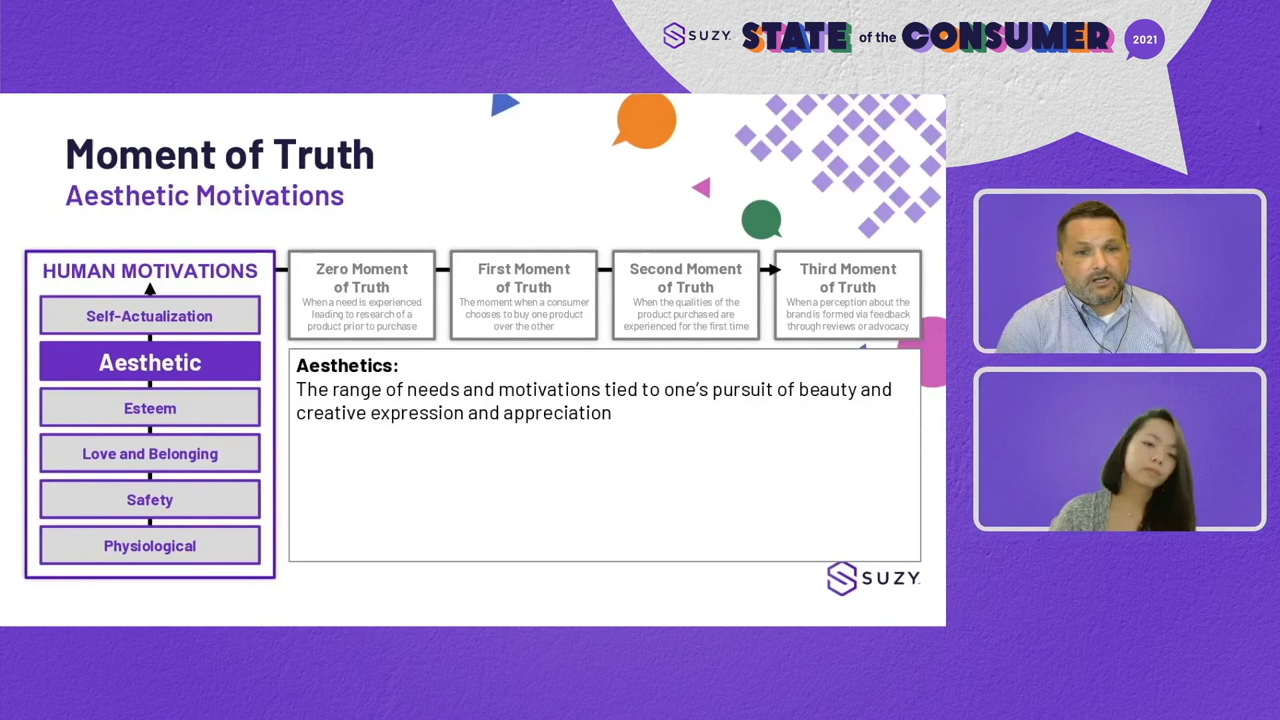 SUZY STATE of the CONSUMER 2021
Moment of Truth
Aesthetic Motivations
HUMAN MOTIVATIONS
Self-Actualization
Aesthetic
Esteem
Love and Belonging
Safety
Physiological
Zero Moment
of Truth
When a need is experienced
leading to research of a
product prior to purchase
First Moment
of Truth
The moment when a consumer
chooses to buy one product
over the other
Second Moment
of Truth
When the qualities of the
product purchased are
experienced for the first time
Third Moment
of Truth
When a perception about the
brand is formed via feedback
through reviews or advocacy
Aesthetics:
The range of needs and motivations tied to one's pursuit of beauty and
creative expression and appreciation
SUZY